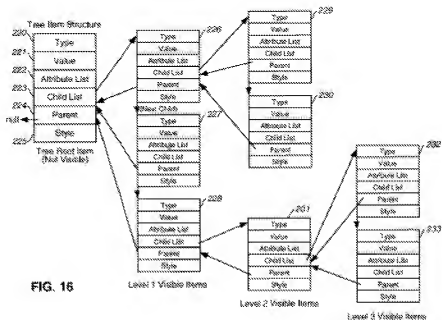 Tree Item Structure
220
Type
221
Value
222
Attribute List
223
Child List
224
Parent
null
Style
225
Tree Root Item
(Not Visible)
226
Type
Value
Attribute List
Child List
Parent
Style
(New Child)
227
Type
Value
Attribute List
Child List
Parent
Style
228
Type
Value
Attribute List
Child List
Parent
Style
Level 1 Visible Items
229
Type
Value
Attribute List
Child List
Parent
Style
230
Type
Value
Attribute List
Child List
Parent
Style
231
Type
Value
Attribute List
Child List
Parent
Style
Level 2 Visible Items
232
Type
Value
Attribute List
Child List
Parent
Style
233
Type
Value
Attribute List
Child List
Parent
Style
Level 3 Visible Items
FIG. 16